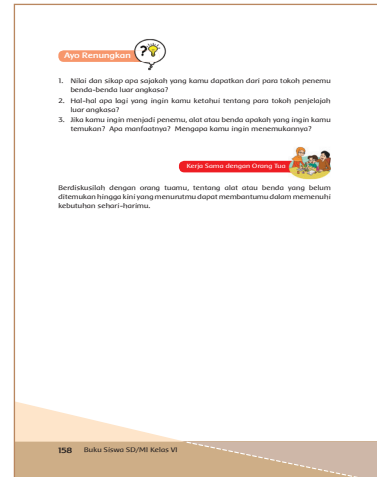 Ayo Renungkan
1. Nilai dan sikap apa sajakah yang kamu dapatkan dari para tokoh penemu
benda-benda luar angkasa?
2. Hal-hal apa lagi yang ingin kamu ketahui tentang para tokoh penjelajah
luar angkasa?
3. Jika kamu ingin menjadi penemu, alat atau benda apakah yang ingin kamu
temukan? Apa manfaatnya? Mengapa kamu ingin menemukannya?
Kerja Sama dengan Orang Tua
Berdiskusilah dengan orang tuamu, tentang alat atau benda yang belum
ditemukan hingga kini yang menurutmu dapat membantumu dalam memenuhi
kebutuhan sehari-harimu.
158 Buku Siswa SD/MI Kelas VI